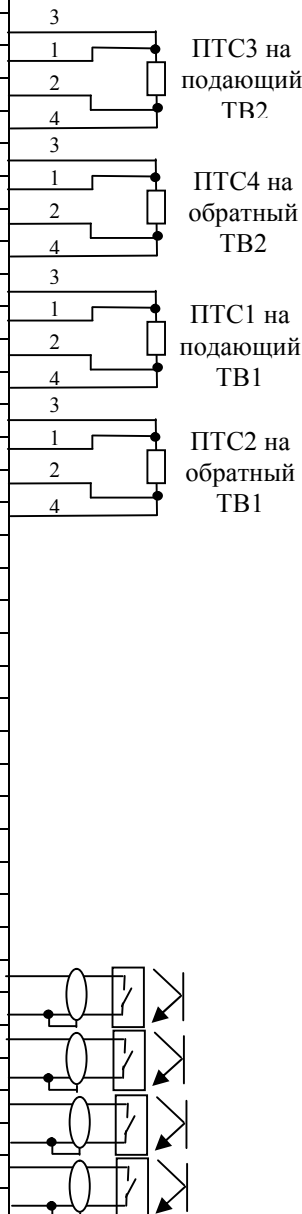 3
1
2
4
ПТС3 на
подающий
ТВ2
3
1
2
4
ПТС4 на
обратный
ТВ2
3
1
2
4
ПТС1 на
подающий
ТВ1
3
1
2
4
ПТС2 на
обратный
ТВ1